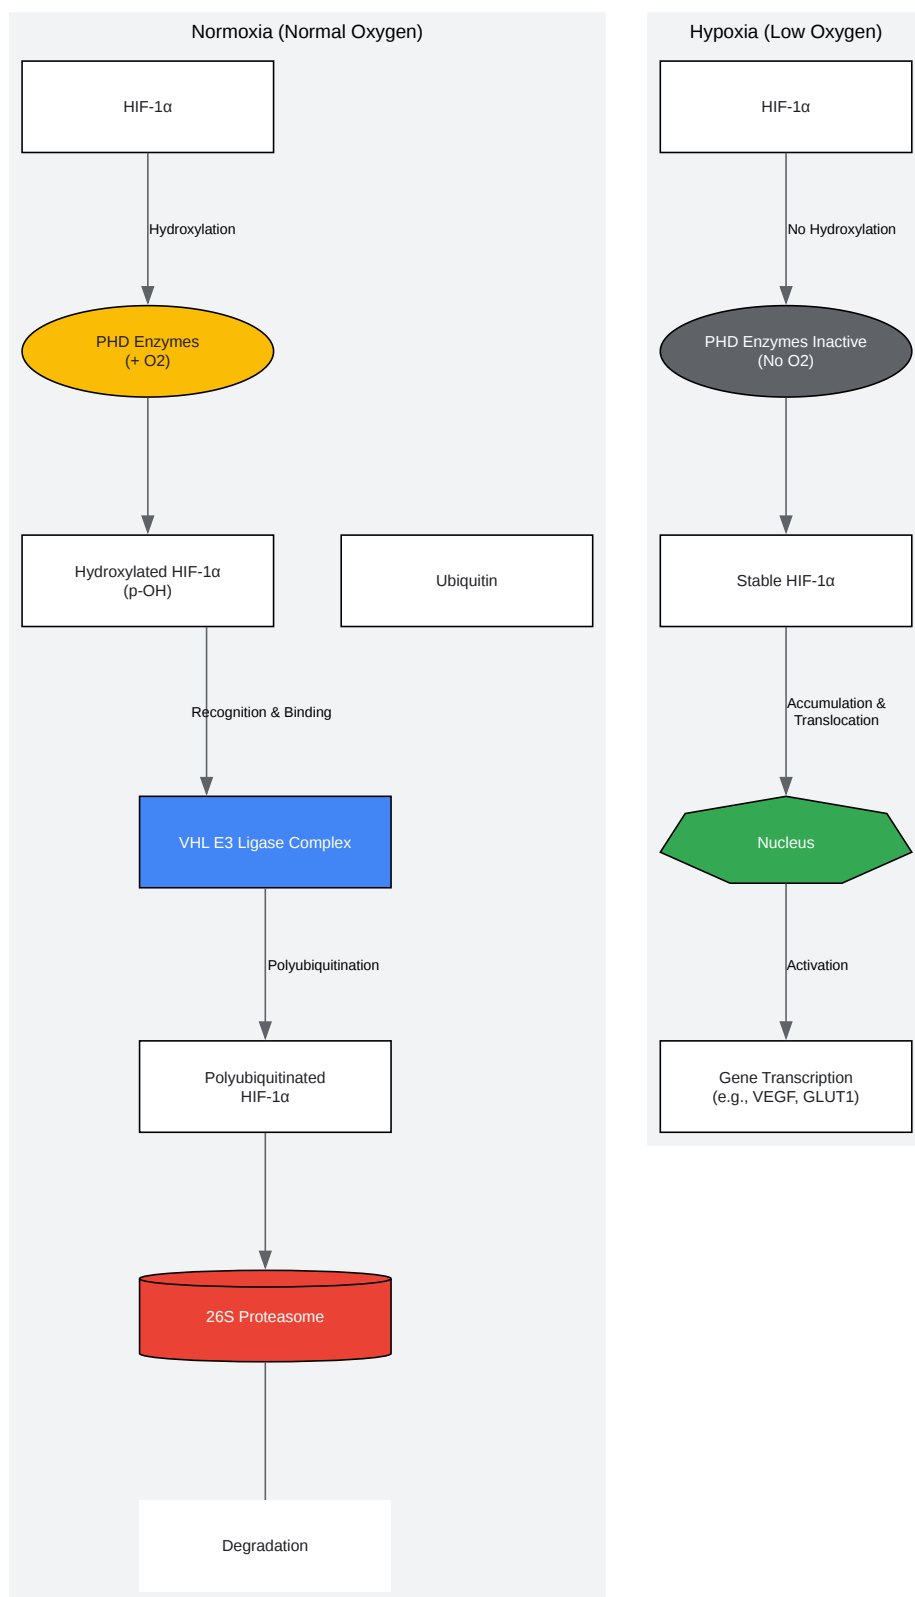 Normoxia (Normal Oxygen)
HIF-1α
Hydroxylation
PHD Enzymes
(+ O2)
Hydroxylated HIF-1α
(p-OH)
Ubiquitin
Recognition & Binding
VHL E3 Ligase Complex
Polyubiquitination
Polyubiquitinated
HIF-1α
26S Proteasome
Degradation
Hypoxia (Low Oxygen)
HIF-1α
No Hydroxylation
PHD Enzymes Inactive
(No O2)
Stable HIF-1α
Accumulation &
Translocation
Nucleus
Activation
Gene Transcription
(e.g., VEGF, GLUT1)